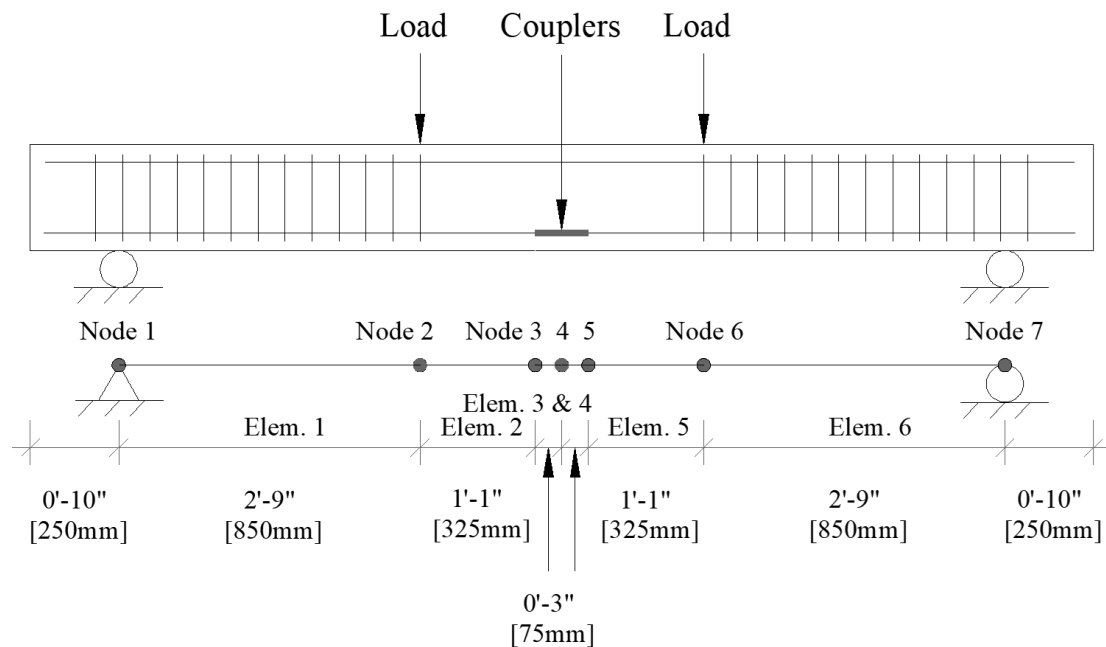 Load Couplers Load
Node 1 Node 2 Node 3 4 5 Node 6 Node 7
Elem. 3 & 4
Elem. 1 Elem. 2 Elem. 5 Elem. 6
0'-10" 2'-9" 1'-1" 1'-1" 2'-9" 0'-10"
[250mm] [850mm] [325mm] [325mm] [850mm] [250mm]
0'-3"
[75mm]